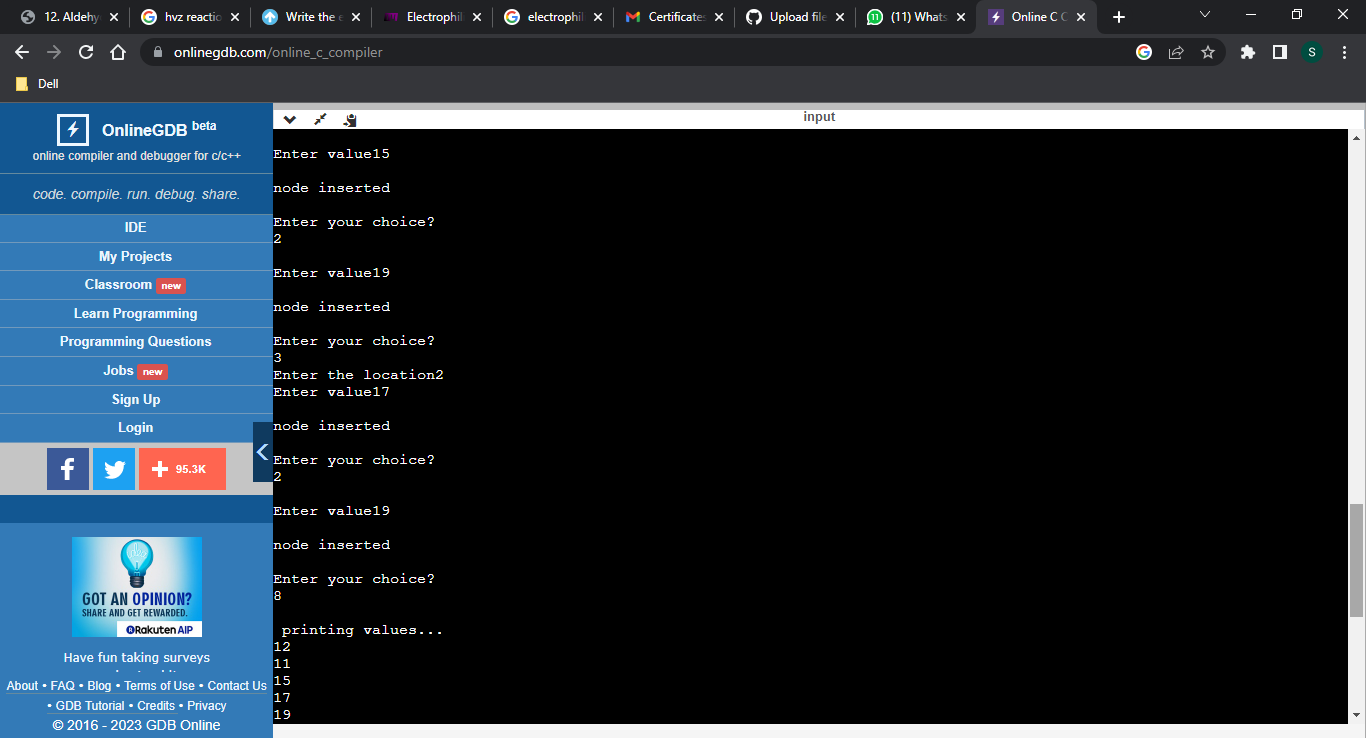 12. Aldehy
hvz reactio
Write the e
Electrophil
electrophil
Certificates
Upload file
(11) Whats
Online C C
onlinegdb.com/online_c_compiler
S
Dell
OnlineGDB beta
online compiler and debugger for c/c++
code. compile. run. debug. share.
IDE
My Projects
Classroom new
Learn Programming
Programming Questions
Jobs new
Sign Up
Login
95.3K
GOT AN OPINION?
SHARE AND GET REWARDED.
Rakuten AIP
Have fun taking surveys
About • FAQ • Blog • Terms of Use • Contact Us
• GDB Tutorial • Credits • Privacy
© 2016 - 2023 GDB Online
input
Enter value15
node inserted
Enter your choice?
2
Enter value19
node inserted
Enter your choice?
3
Enter the location2
Enter value17
node inserted
Enter your choice?
2
Enter value19
node inserted
Enter your choice?
8
printing values...
12
11
15
17
19